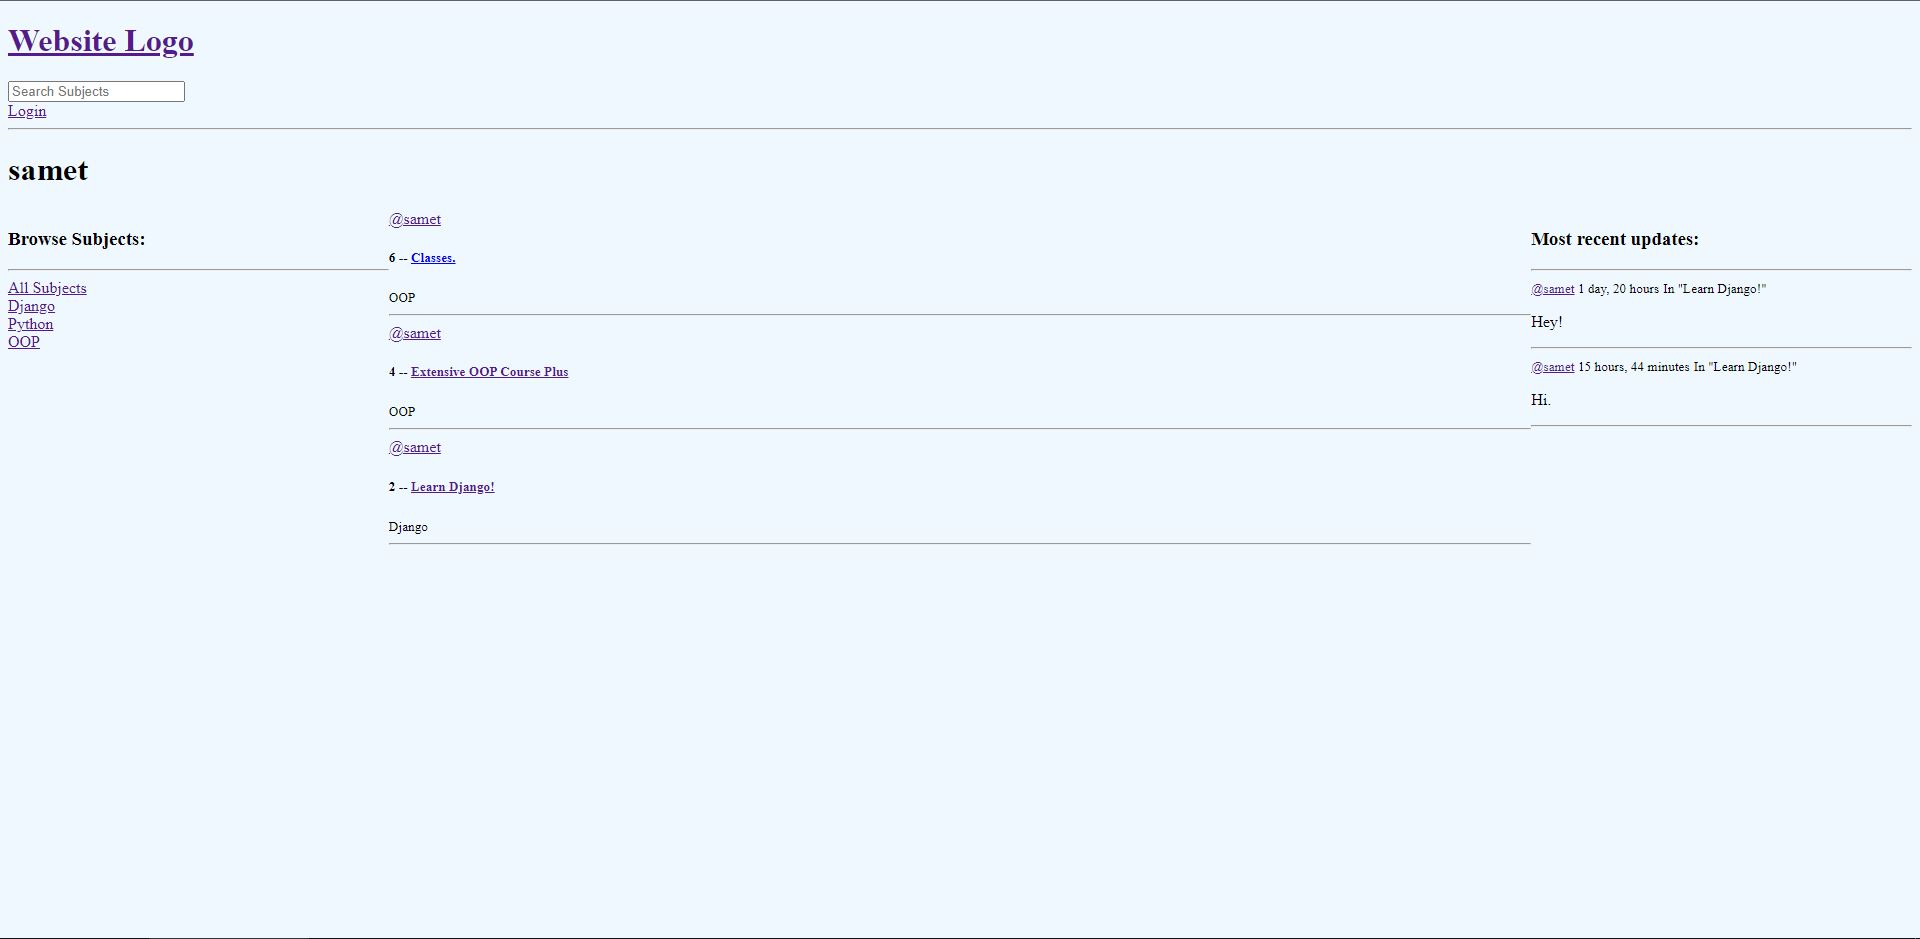 Website Logo
Search Subjects
Login
samet
Browse Subjects:
All Subjects
Django
Python
OOP
@samet
6 -- Classes.
OOP
@samet
4 -- Extensive OOP Course Plus
OOP
@samet
2 -- Learn Django!
Django
Most recent updates:
@samet 1 day, 20 hours In "Learn Django!"
Hey!
@samet 15 hours, 44 minutes In "Learn Django!"
Hi.